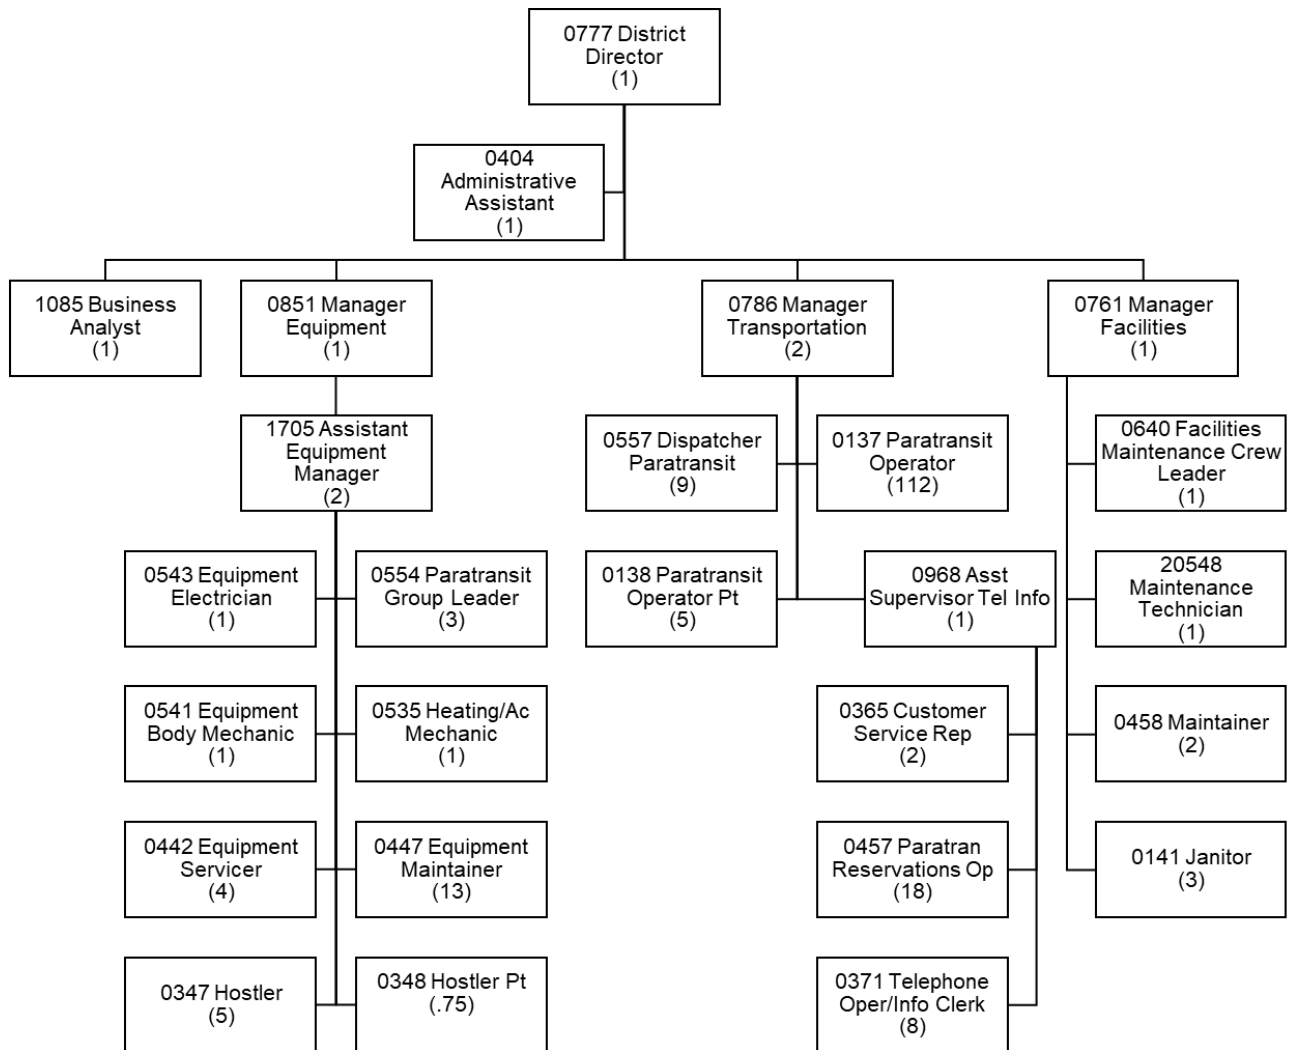 0777 District
Director
(1)
0404
Administrative
Assistant
(1)
1085 Business
Analyst
(1)
0851 Manager
Equipment
(1)
0786 Manager
Transportation
(2)
0761 Manager
Facilities
(1)
1705 Assistant
Equipment
Manager
(2)
0557 Dispatcher
Paratransit
(9)
0137 Paratransit
Operator
(112)
0640 Facilities
Maintenance Crew
Leader
(1)
0543 Equipment
Electrician
(1)
0554 Paratransit
Group Leader
(3)
0138 Paratransit
Operator Pt
(5)
0968 Asst
Supervisor Tel Info
(1)
20548
Maintenance
Technician
(1)
0541 Equipment
Body Mechanic
(1)
0535 Heating/Ac
Mechanic
(1)
0365 Customer
Service Rep
(2)
0458 Maintainer
(2)
0442 Equipment
Servicer
(4)
0447 Equipment
Maintainer
(13)
0457 Paratran
Reservations Op
(18)
0141 Janitor
(3)
0347 Hostler
(5)
0348 Hostler Pt
(.75)
0371 Telephone
Oper/Info Clerk
(8)